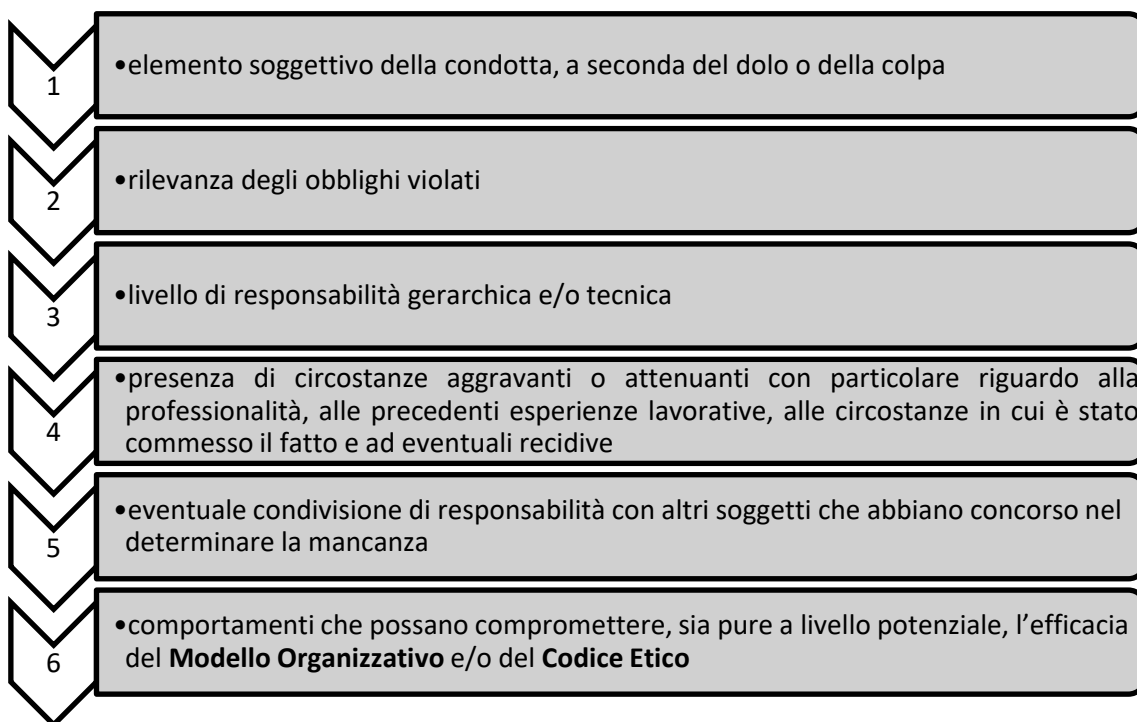 1
•elemento soggettivo della condotta, a seconda del dolo o della colpa
2
•rilevanza degli obblighi violati
3
•livello di responsabilità gerarchica e/o tecnica
4
•presenza di circostanze aggravanti o attenuanti con particolare riguardo alla
professionalità, alle precedenti esperienze lavorative, alle circostanze in cui è stato
commesso il fatto e ad eventuali recidive
5
•eventuale condivisione di responsabilità con altri soggetti che abbiano concorso nel
determinare la mancanza
6
•comportamenti che possano compromettere, sia pure a livello potenziale, l’efficacia
del Modello Organizzativo e/o del Codice Etico